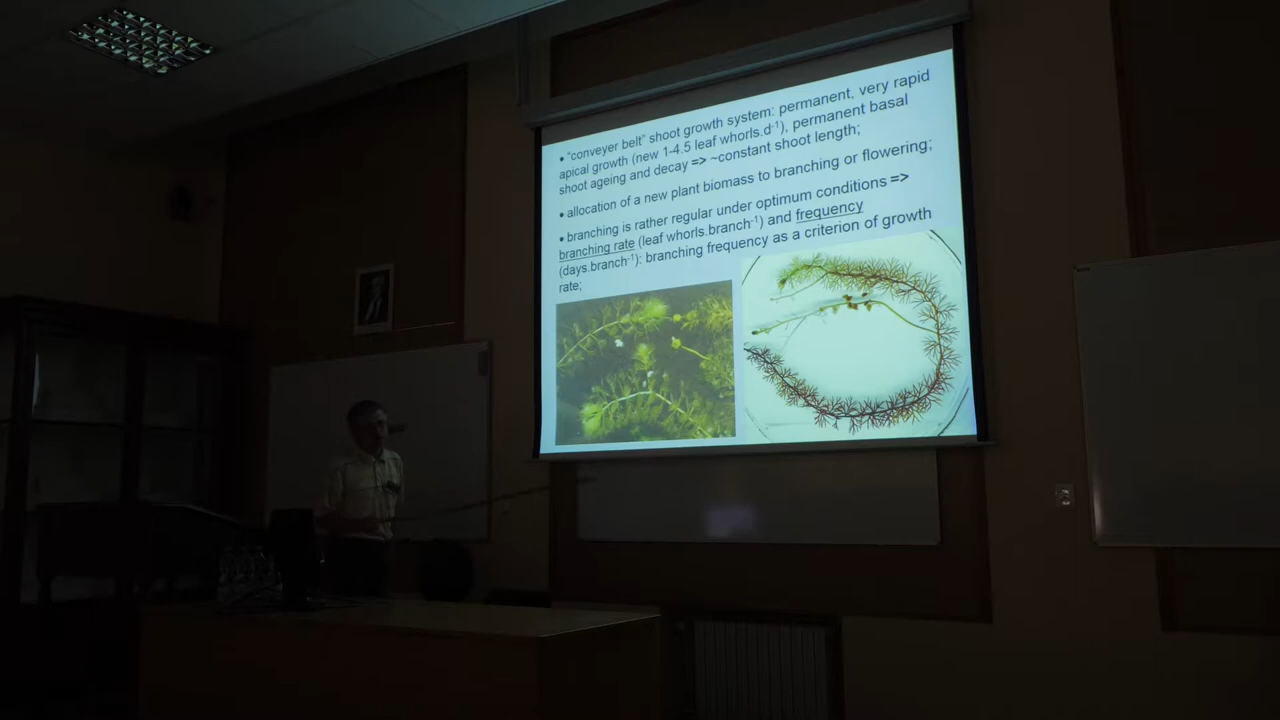 • “conveyer belt” shoot growth system: permanent, very rapid
apical growth (new 1-4.5 leaf whorls.d⁻¹), permanent basal
shoot ageing and decay => ~constant shoot length;
• allocation of a new plant biomass to branching or flowering;
• branching is rather regular under optimum conditions =>
branching rate (leaf whorls.branch⁻¹) and frequency
(days.branch⁻¹): branching frequency as a criterion of growth
rate;